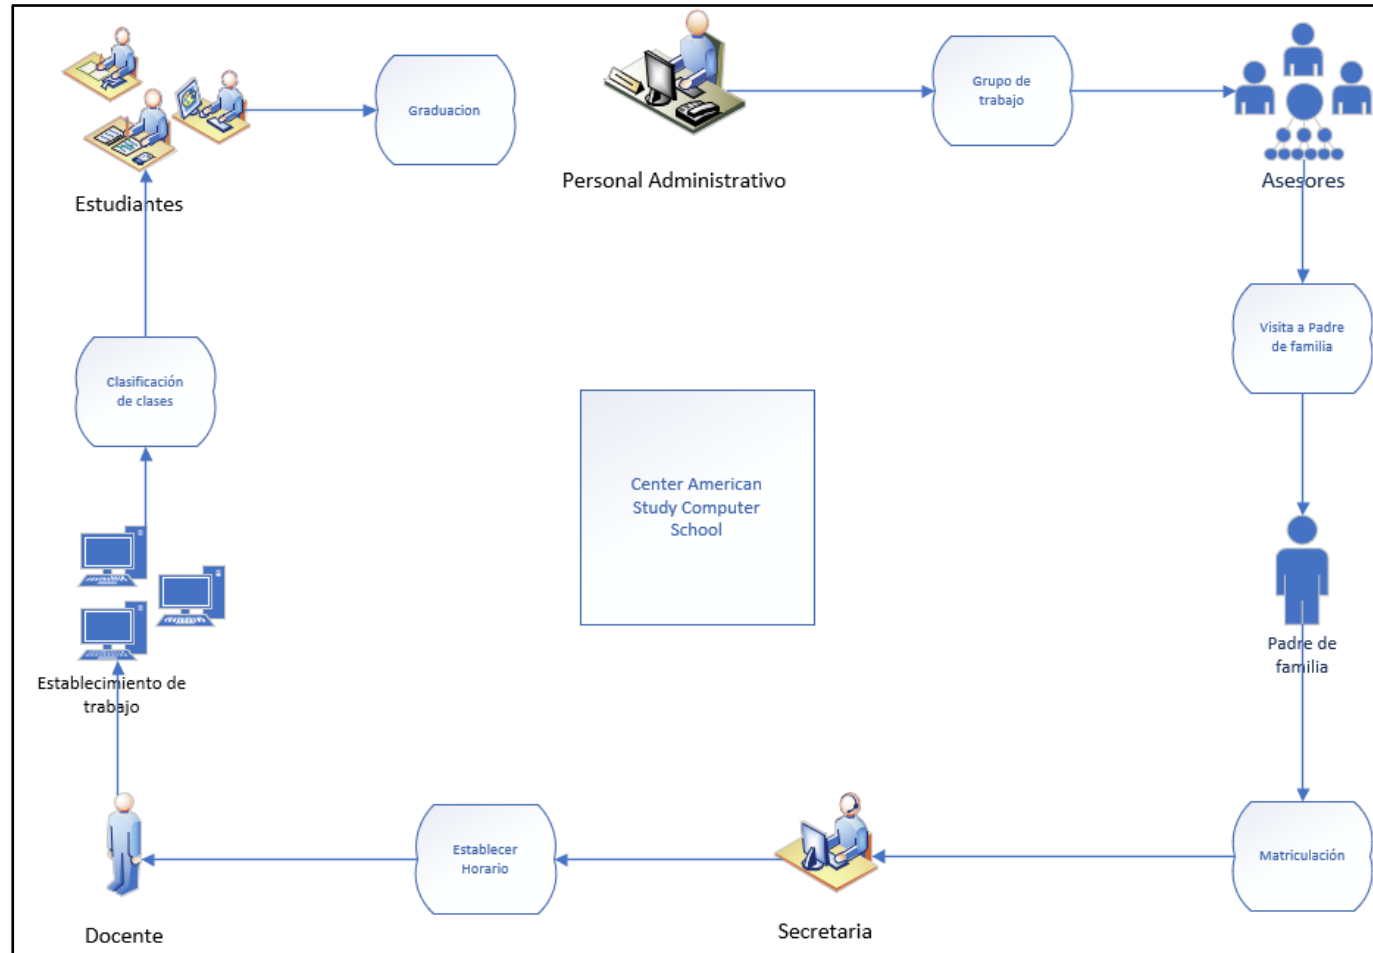 Graduacion
Grupo de
trabajo
Personal Administrativo
Asesores
Estudiantes
Visita a Padre
de familia
Clasificación
de clases
Center American
Study Computer
School
Padre de
familia
Establecimiento de
trabajo
Establecer
Horario
Matriculación
Secretaria
Docente